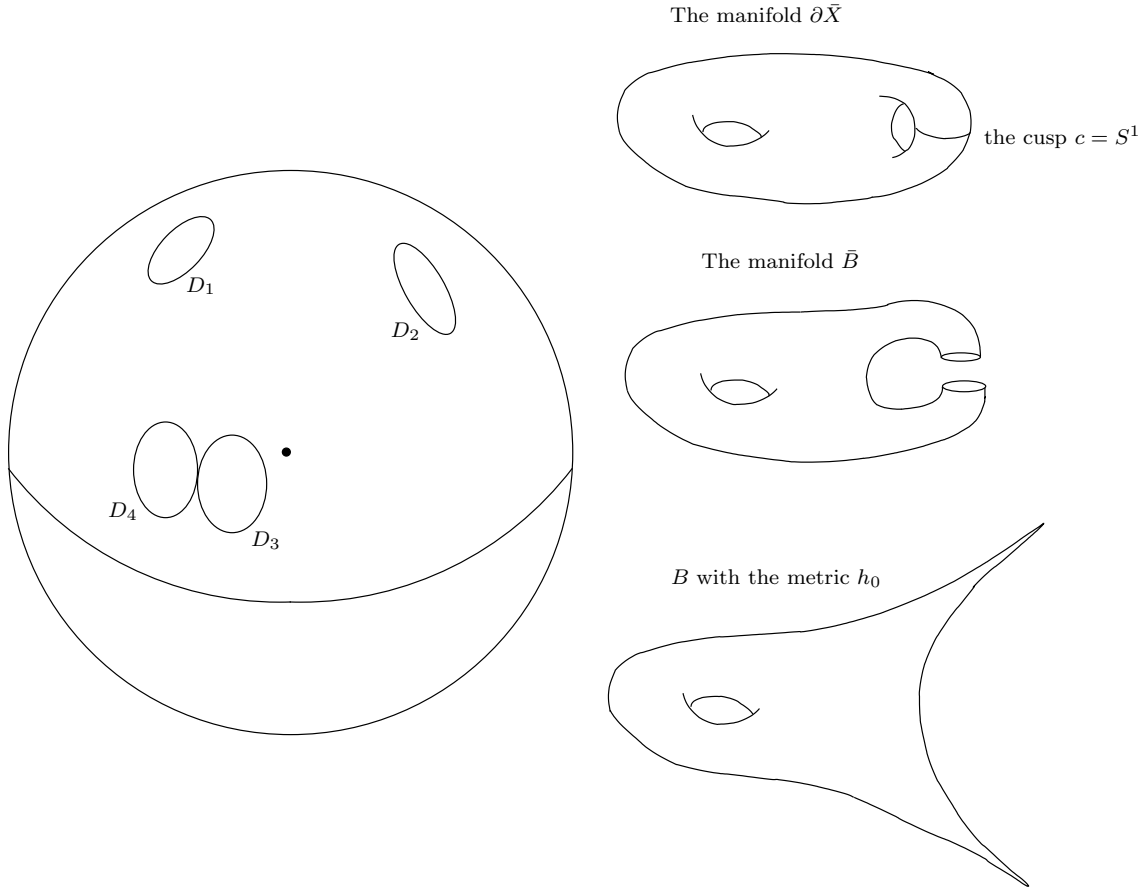 D₁
D₂
D₄
D₃
The manifold ∂X̄
the cusp c = S¹
The manifold B̄
B with the metric h₀